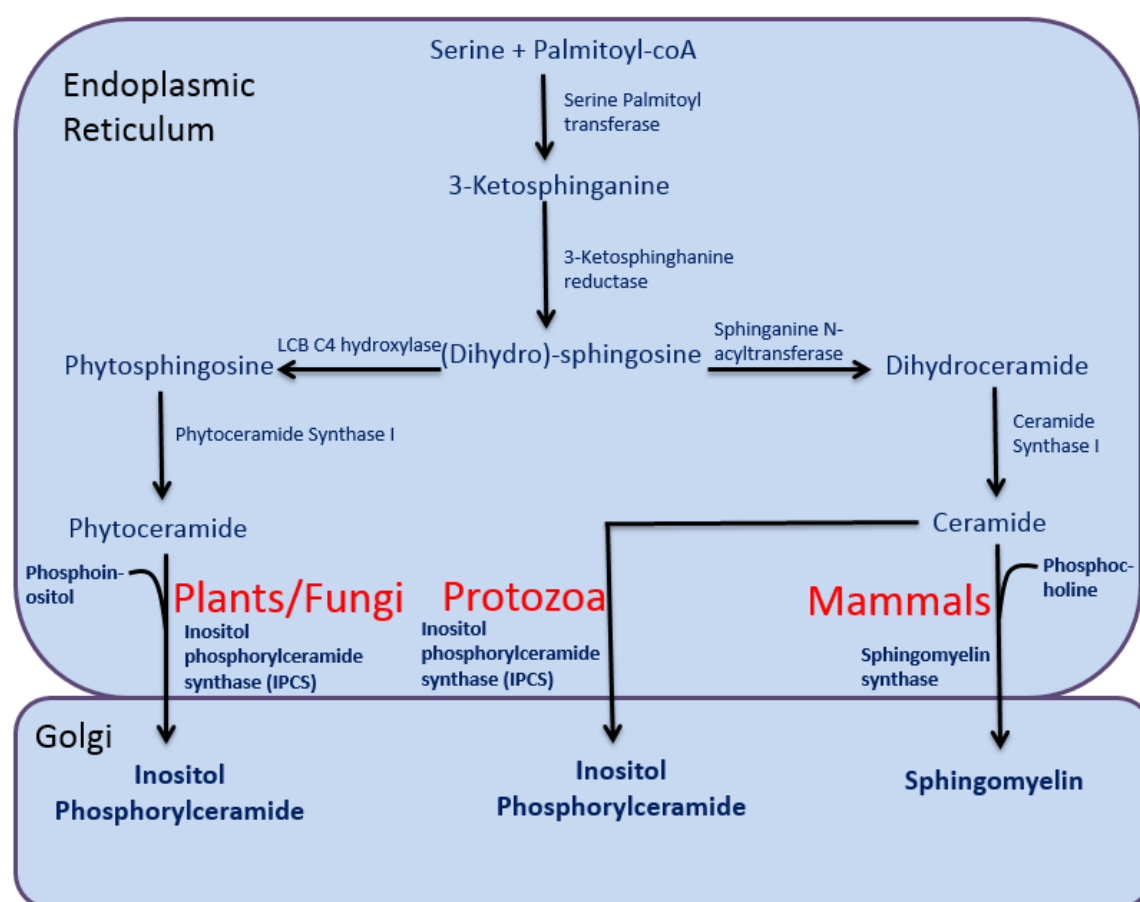 Serine + Palmitoyl-coA
Endoplasmic
Reticulum
Serine Palmitoyl
transferase
3-Ketosphinganine
3-Ketosphinghanine
reductase
LCB C4 hydroxylase
(Dihydro)-sphingosine
Sphinganine N-
acyltransferase
Phytosphingosine
Dihydroceramide
Phytoceramide Synthase I
Ceramide
Synthase I
Phytoceramide
Ceramide
Phosphoin-
ositol
Plants/Fungi
Inositol
phosphorylceramide
synthase (IPCS)
Protozoa
Inositol
phosphorylceramide
synthase (IPCS)
Mammals
Phosphoc-
holine
Sphingomyelin
synthase
Golgi
Inositol
Phosphorylceramide
Inositol
Phosphorylceramide
Sphingomyelin